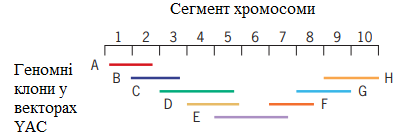 Сегмент хромосоми
1 2 3 4 5 6 7 8 9 10
Геномні
клони у
векторах
YAC
A
B
C
D
E
F
G
H